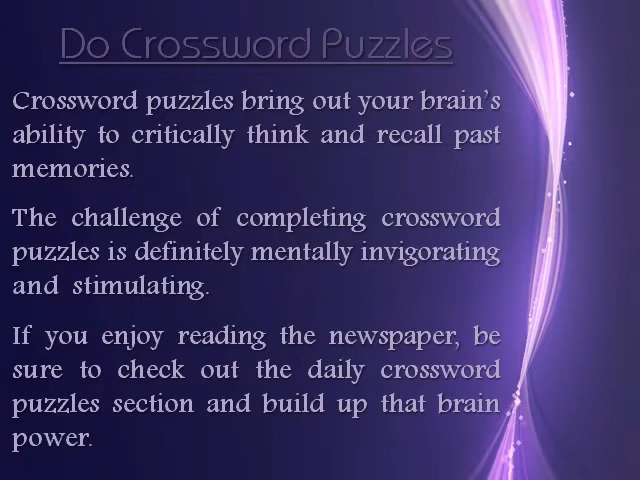 Do Crossword Puzzles
Crossword puzzles bring out your brain's
ability to critically think and recall past
memories.
The challenge of completing crossword
puzzles is definitely mentally invigorating
and stimulating.
If you enjoy reading the newspaper, be
sure to check out the daily crossword
puzzles section and build up that brain
power.